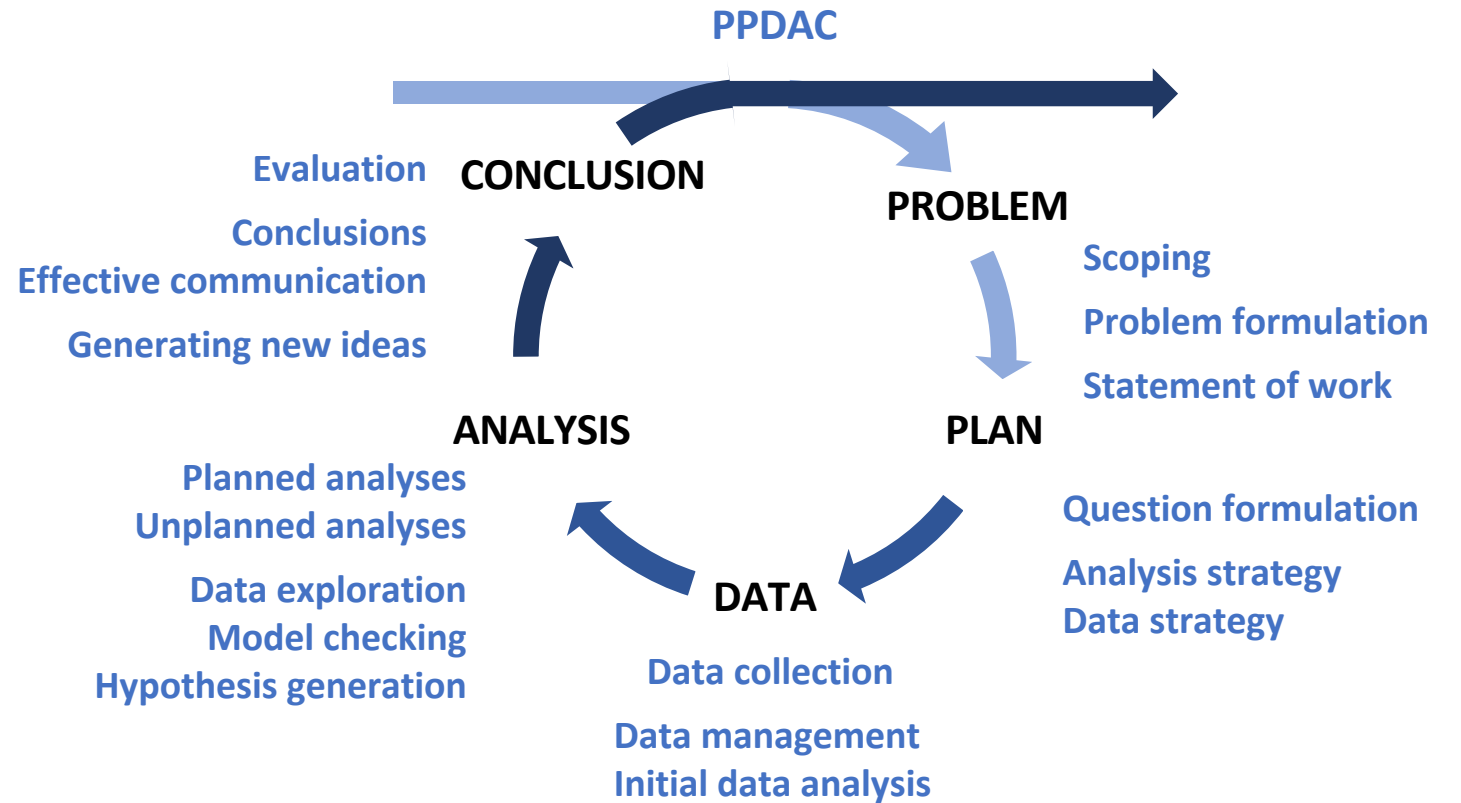 PPDAC
PROBLEM
Scoping
Problem formulation
Statement of work
PLAN
Question formulation
Analysis strategy
Data strategy
DATA
Data collection
Data management
Initial data analysis
ANALYSIS
Planned analyses
Unplanned analyses
Data exploration
Model checking
Hypothesis generation
CONCLUSION
Evaluation
Conclusions
Effective communication
Generating new ideas